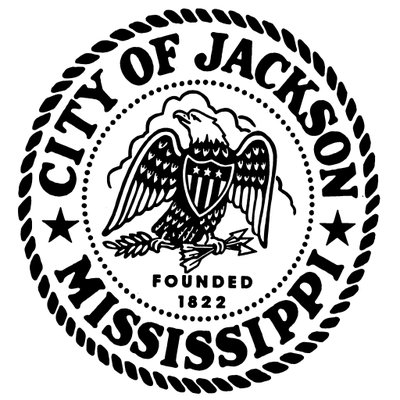 CITY OF JACKSON
FOUNDED
1822
MISSISSIPPI